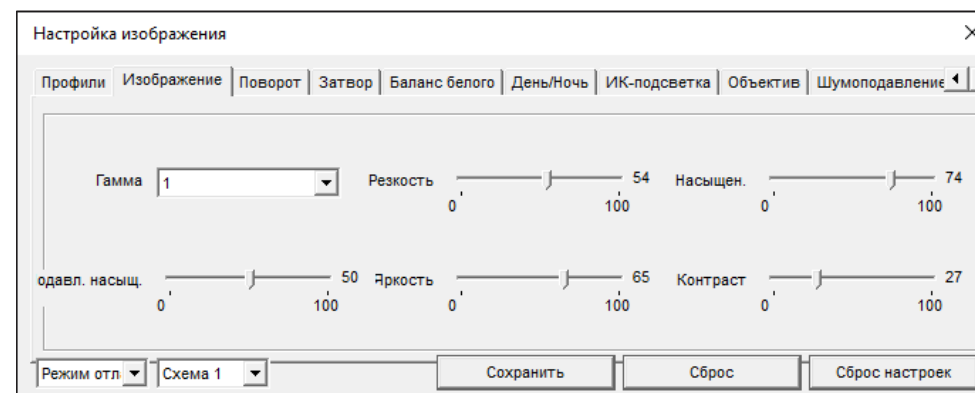 Настройка изображения
Профили Изображение Поворот Затвор Баланс белого День/Ночь ИК-подсветка Объектив Шумоподавление
Гамма 1 Резкость 54 Насыщен. 74
0 100 0 100
одавл. насыщ. 50 Яркость 65 Контраст 27
0 100 0 100 0 100
Режим отл Схема 1 Сохранить Сброс Сброс настроек